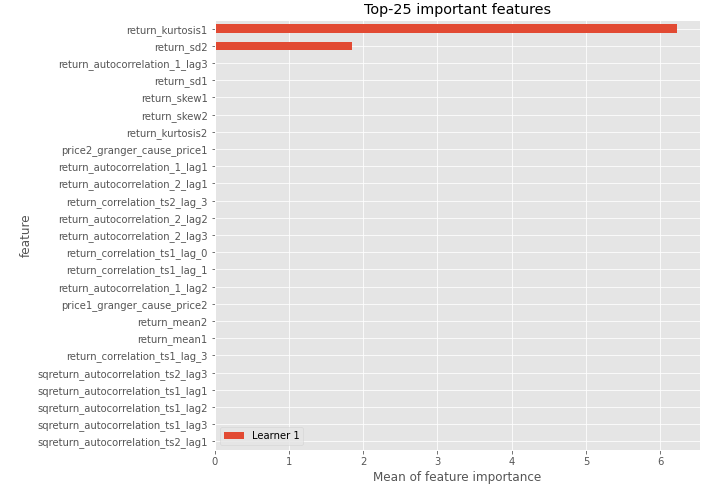 Top-25 important features
return_kurtosis1
return_sd2
return_autocorrelation_1_lag3
return_sd1
return_skew1
return_skew2
return_kurtosis2
price2_granger_cause_price1
return_autocorrelation_1_lag1
return_autocorrelation_2_lag1
return_correlation_ts2_lag_3
return_autocorrelation_2_lag2
return_autocorrelation_2_lag3
return_correlation_ts1_lag_0
return_correlation_ts1_lag_1
return_autocorrelation_1_lag2
price1_granger_cause_price2
return_mean2
return_mean1
return_correlation_ts1_lag_3
sqreturn_autocorrelation_ts2_lag3
sqreturn_autocorrelation_ts1_lag1
sqreturn_autocorrelation_ts1_lag2
sqreturn_autocorrelation_ts1_lag3
sqreturn_autocorrelation_ts2_lag1
feature
Learner 1
0 1 2 3 4 5 6
Mean of feature importance